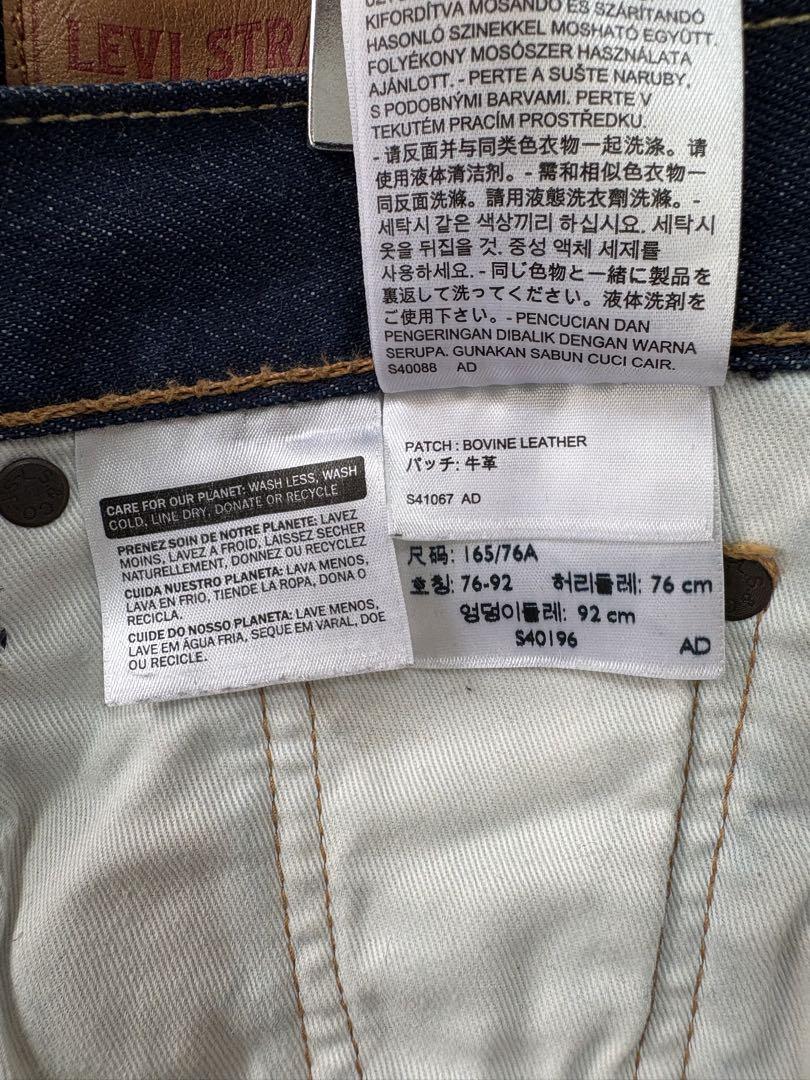 LEVI STRA
KIFORDÍTVA MOSANDÓ ÉS SZÁRÍTANDÓ
HASONLÓ SZINEKKEL MOSHATÓ EGYÜTT.
FOLYÉKONY MOSÓSZER HASZNÁLATA
AJÁNLOTT. - PERTE A SUŠTE NARUBY,
S PODOBNÝMI BARVAMI. PERTE V
TEKUTÉM PRACÍM PROSTŘEDKU.
- 请反面并与同类色衣物一起洗涤。请
使用液体清洁剂。- 需和相似色衣物一
同反面洗滌。請用液態洗衣劑洗滌。-
세탁시 같은 색상끼리 하십시요. 세탁시
옷을 뒤집을 것. 중성 액체 세제를
사용하세요. - 同じ色物と一緒に製品を
裏返して洗ってください。液体洗剤を
ご使用下さい。- PENCUCIAN DAN
PENGERINGAN DIBALIK DENGAN WARNA
SERUPA. GUNAKAN SABUN CUCI CAIR.
S40088 AD
PATCH : BOVINE LEATHER
パッチ: 牛革
S41067 AD
CARE FOR OUR PLANET: WASH LESS, WASH
COLD, LINE DRY, DONATE OR RECYCLE
PRENEZ SOIN DE NOTRE PLANETE: LAVEZ
MOINS, LAVEZ A FROID, LAISSEZ SECHER
NATURELLEMENT, DONNEZ OU RECYCLEZ
CUIDA NUESTRO PLANETA: LAVA MENOS,
LAVA EN FRIO, TIENDE LA ROPA, DONA O
RECICLA.
CUIDE DO NOSSO PLANETA: LAVE MENOS,
LAVE EM ÁGUA FRIA, SEQUE EM VARAL, DOE
OU RECICLE.
尺码: 165/76A
호칭: 76-92 허리둘레: 76 cm
엉덩이둘레: 92 cm
S40196 AD